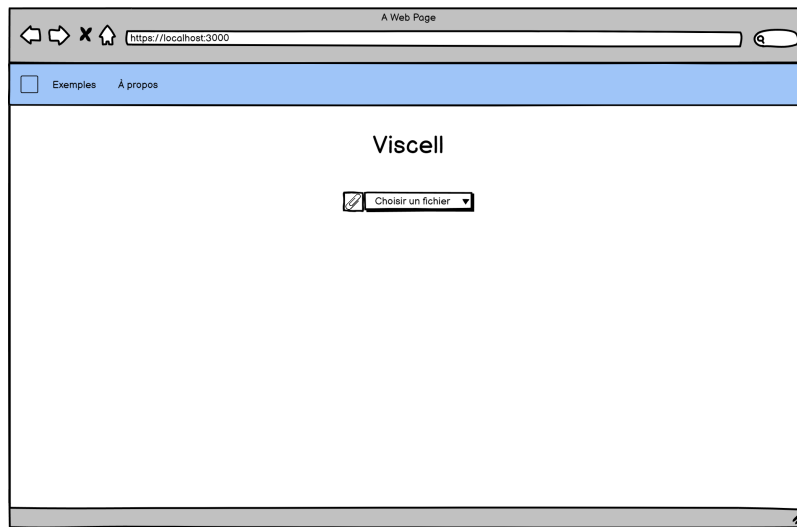 A Web Page
https://localhost:3000
Exemples À propos
Viscell
Choisir un fichier